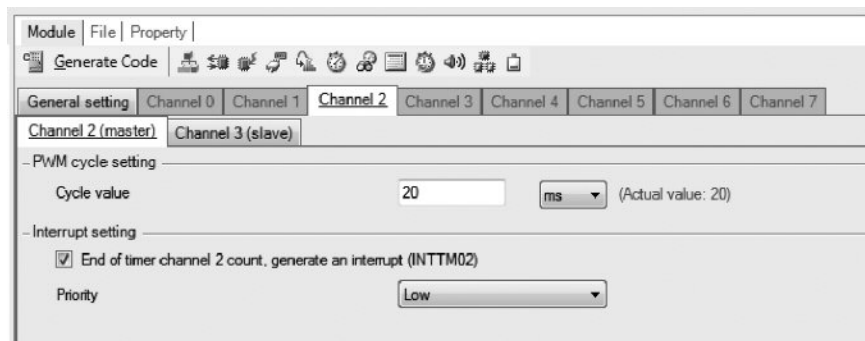 Module File Property
Generate Code
General setting Channel 0 Channel 1 Channel 2 Channel 3 Channel 4 Channel 5 Channel 6 Channel 7
Channel 2 (master) Channel 3 (slave)
PWM cycle setting
Cycle value 20 ms (Actual value: 20)
Interrupt setting
End of timer channel 2 count, generate an interrupt (INTTM02)
Priority Low